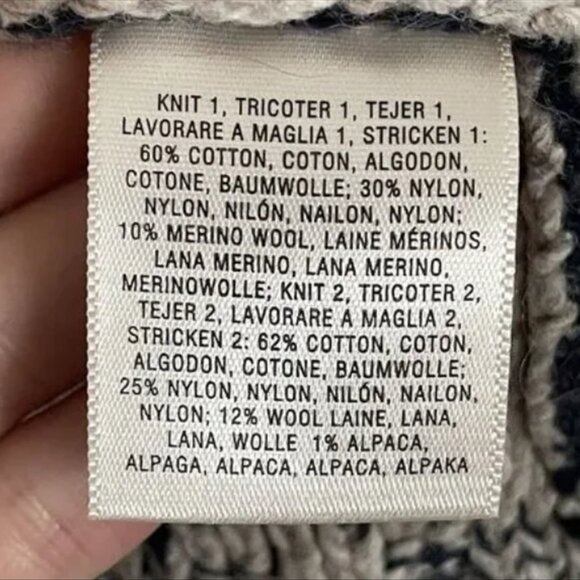 KNIT 1, TRICOTER 1, TEJER 1,
LAVORARE A MAGLIA 1, STRICKEN 1:
60% COTTON, COTON, ALGODON,
COTONE, BAUMWOLLE; 30% NYLON,
NYLON, NILÓN, NAILON, NYLON;
10% MERINO WOOL, LAINE MÉRINOS,
LANA MERINO, LANA MERINO,
MERINOWOLLE; KNIT 2, TRICOTER 2,
TEJER 2, LAVORARE A MAGLIA 2,
STRICKEN 2: 62% COTTON, COTON,
ALGODON, COTONE, BAUMWOLLE;
25% NYLON, NYLON, NILÓN, NAILON,
NYLON; 12% WOOL LAINE, LANA,
LANA, WOLLE 1% ALPACA,
ALPAGA, ALPACA, ALPACA, ALPAKA